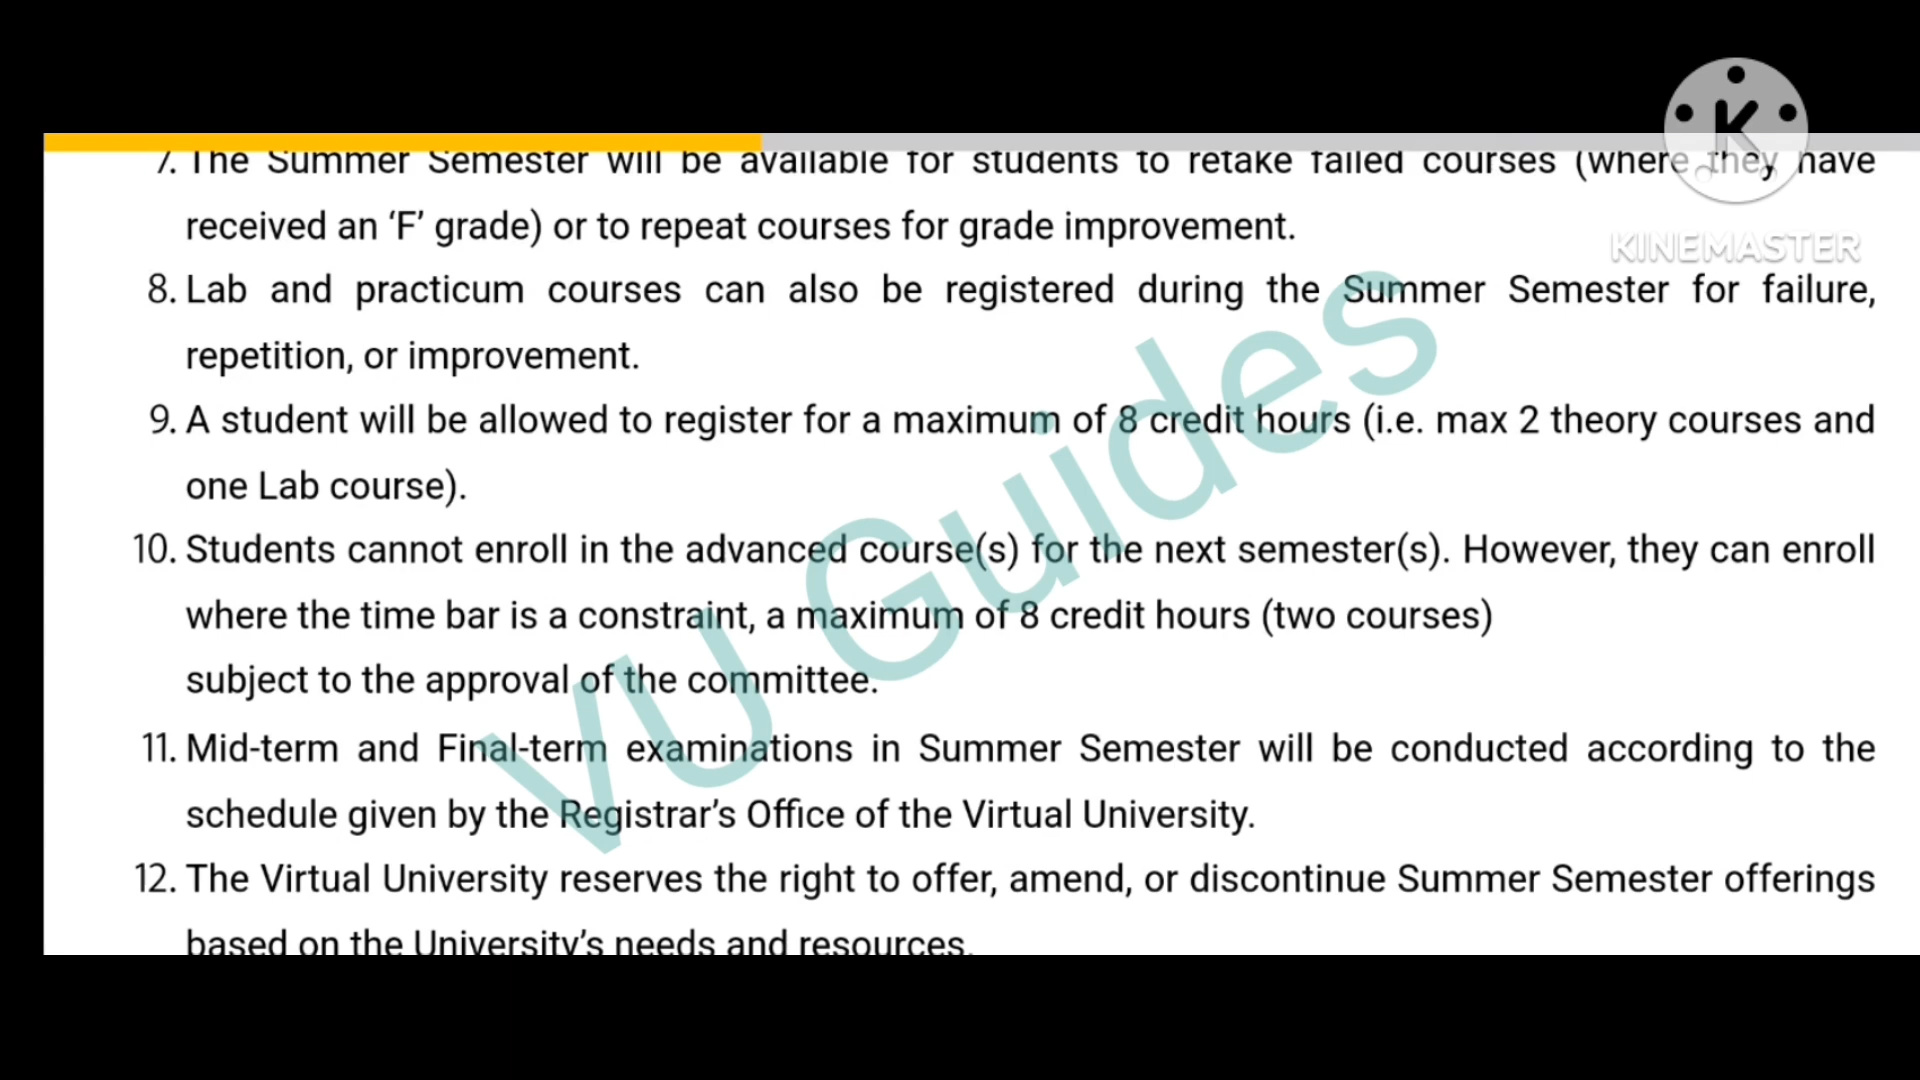 K
KINEMASTER
7. The Summer Semester will be available for students to retake failed courses (where they have
received an ‘F’ grade) or to repeat courses for grade improvement.
8. Lab and practicum courses can also be registered during the Summer Semester for failure,
repetition, or improvement.
9. A student will be allowed to register for a maximum of 8 credit hours (i.e. max 2 theory courses and
one Lab course).
10. Students cannot enroll in the advanced course(s) for the next semester(s). However, they can enroll
where the time bar is a constraint, a maximum of 8 credit hours (two courses)
subject to the approval of the committee.
11. Mid-term and Final-term examinations in Summer Semester will be conducted according to the
schedule given by the Registrar’s Office of the Virtual University.
12. The Virtual University reserves the right to offer, amend, or discontinue Summer Semester offerings
based on the University’s needs and resources.
VU Guides